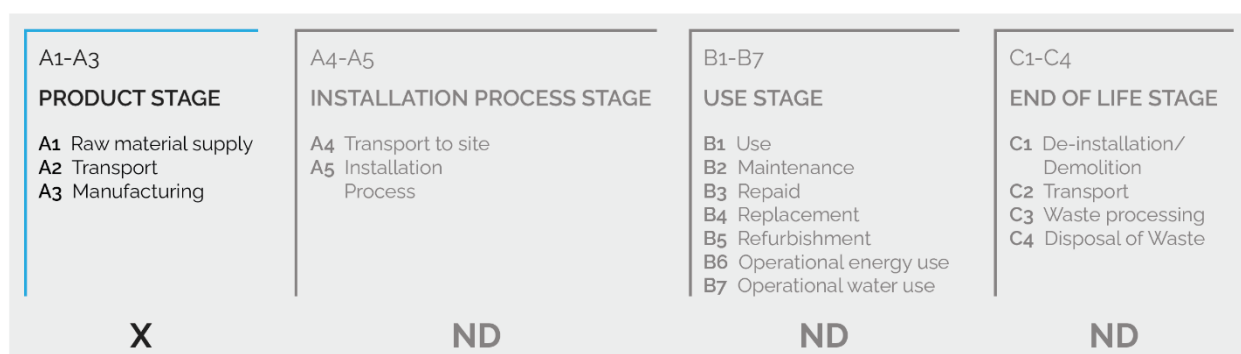 A1-A3
PRODUCT STAGE
A1 Raw material supply
A2 Transport
A3 Manufacturing
X
A4-A5
INSTALLATION PROCESS STAGE
A4 Transport to site
A5 Installation
Process
ND
B1-B7
USE STAGE
B1 Use
B2 Maintenance
B3 Repaid
B4 Replacement
B5 Refurbishment
B6 Operational energy use
B7 Operational water use
ND
C1-C4
END OF LIFE STAGE
C1 De-installation/
Demolition
C2 Transport
C3 Waste processing
C4 Disposal of Waste
ND